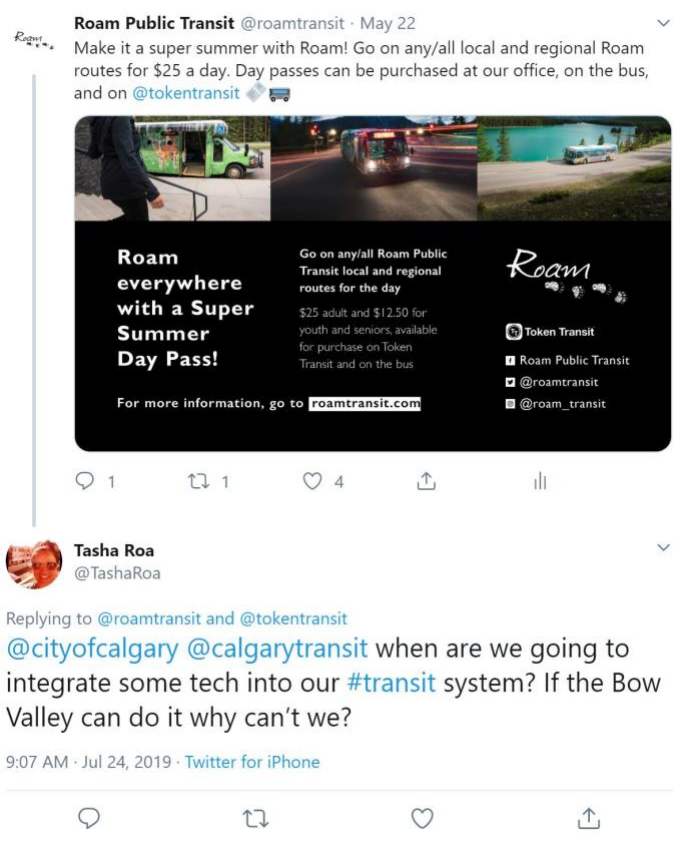 Roam Public Transit @roamtransit · May 22
Roam
Make it a super summer with Roam! Go on any/all local and regional Roam
routes for $25 a day. Day passes can be purchased at our office, on the bus,
and on @tokentransit
Roam
everywhere
with a Super
Summer
Day Pass!
Go on any/all Roam Public
Transit local and regional
routes for the day
$25 adult and $12.50 for
youth and seniors, available
for purchase on Token
Transit and on the bus
For more information, go to roamtransit.com
Roam
Token Transit
Roam Public Transit
@roamtransit
@roam_transit
1 1 4
Tasha Roa
@TashaRoa
Replying to @roamtransit and @tokentransit
@cityofcalgary @calgarytransit when are we going to
integrate some tech into our #transit system? If the Bow
Valley can do it why can't we?
9:07 AM · Jul 24, 2019 · Twitter for iPhone